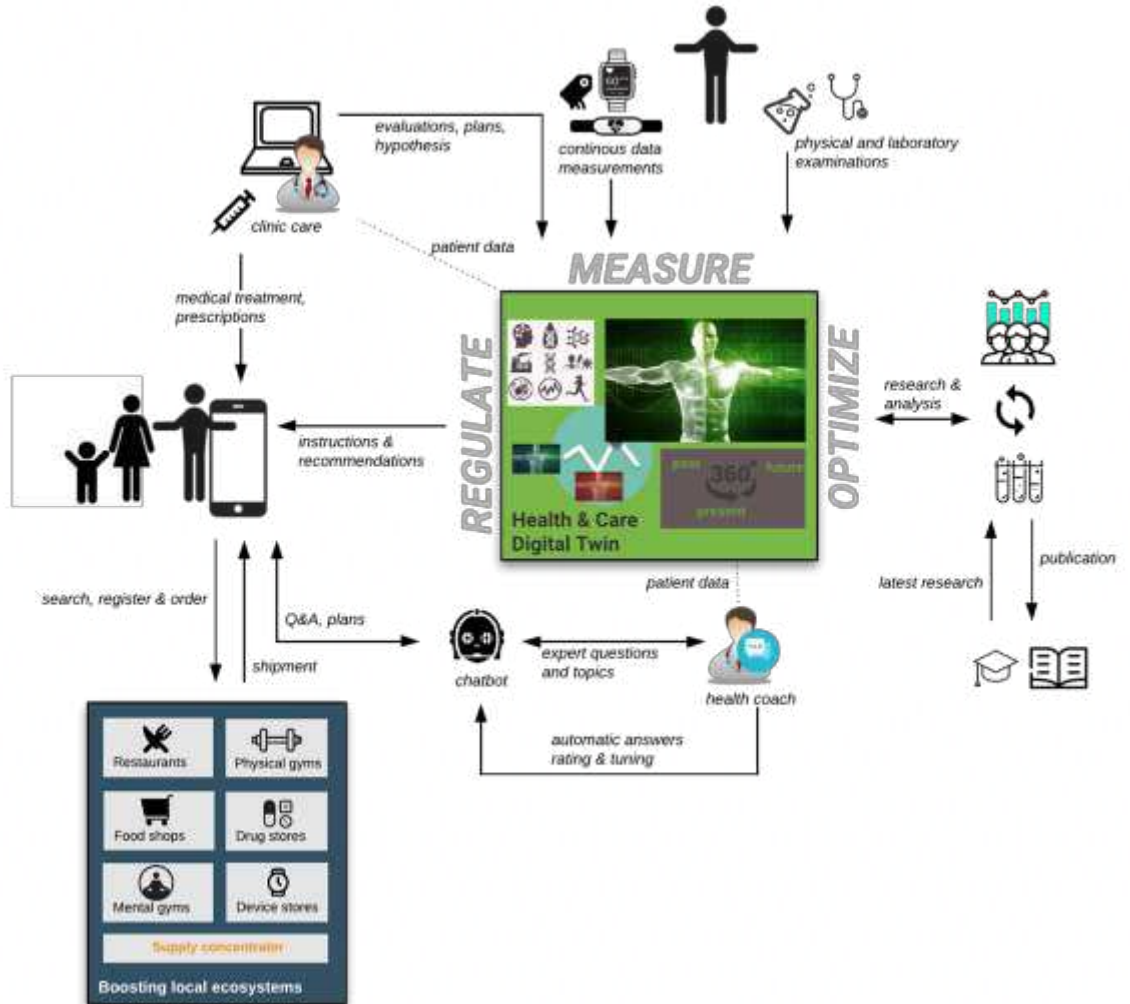 evaluations, plans,
hypothesis
continous data
measurements
physical and laboratory
examinations
clinic care
patient data
MEASURE
medical treatment,
prescriptions
REGULATE
OPTIMIZE
research &
analysis
instructions &
recommendations
past
360°
future
present
Health & Care
Digital Twin
patient data
latest research
publication
search, register & order
Q&A, plans
shipment
chatbot
expert questions
and topics
health coach
automatic answers
rating & tuning
Restaurants
Physical gyms
Food shops
Drug stores
Mental gyms
Device stores
Supply concentrator
Boosting local ecosystems